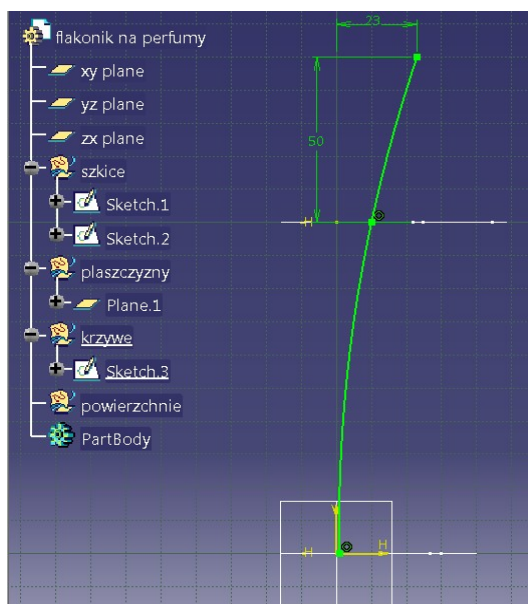 flakonik na perfumy
xy plane
yz plane
zx plane
szkice
Sketch.1
Sketch.2
plaszczyzny
Plane.1
krzywe
Sketch.3
powierzchnie
PartBody
23
50
H
V
H
H